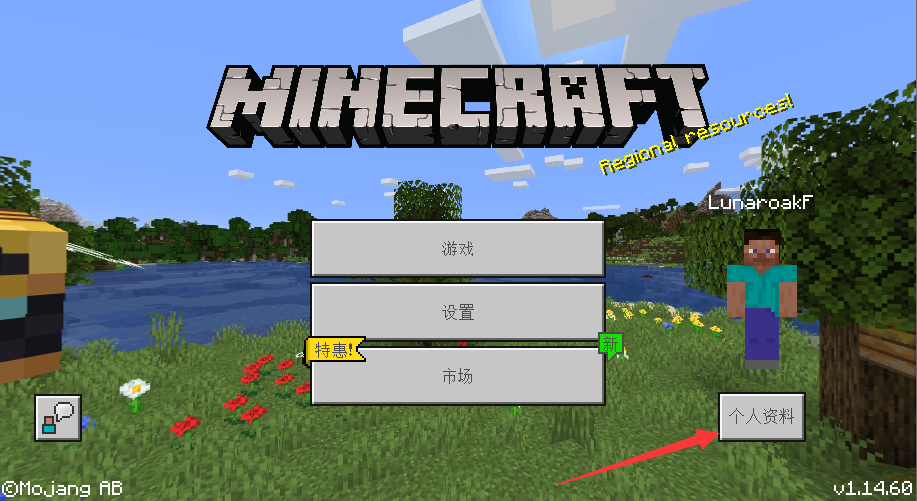 MINECRAFT
Regional resources!
LunaroakF
游戏
设置
特惠!
新
市场
个人资料
©Mojang AB
v1.14.60